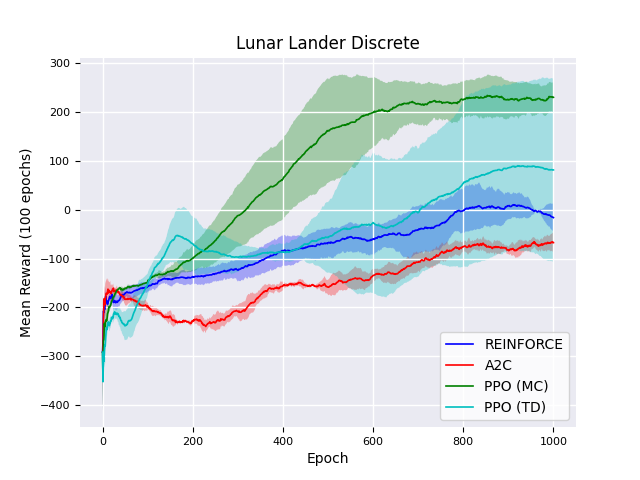 Lunar Lander Discrete
Mean Reward (100 epochs)
300
200
100
0
−100
−200
−300
−400
0
200
400
600
800
1000
Epoch
REINFORCE
A2C
PPO (MC)
PPO (TD)